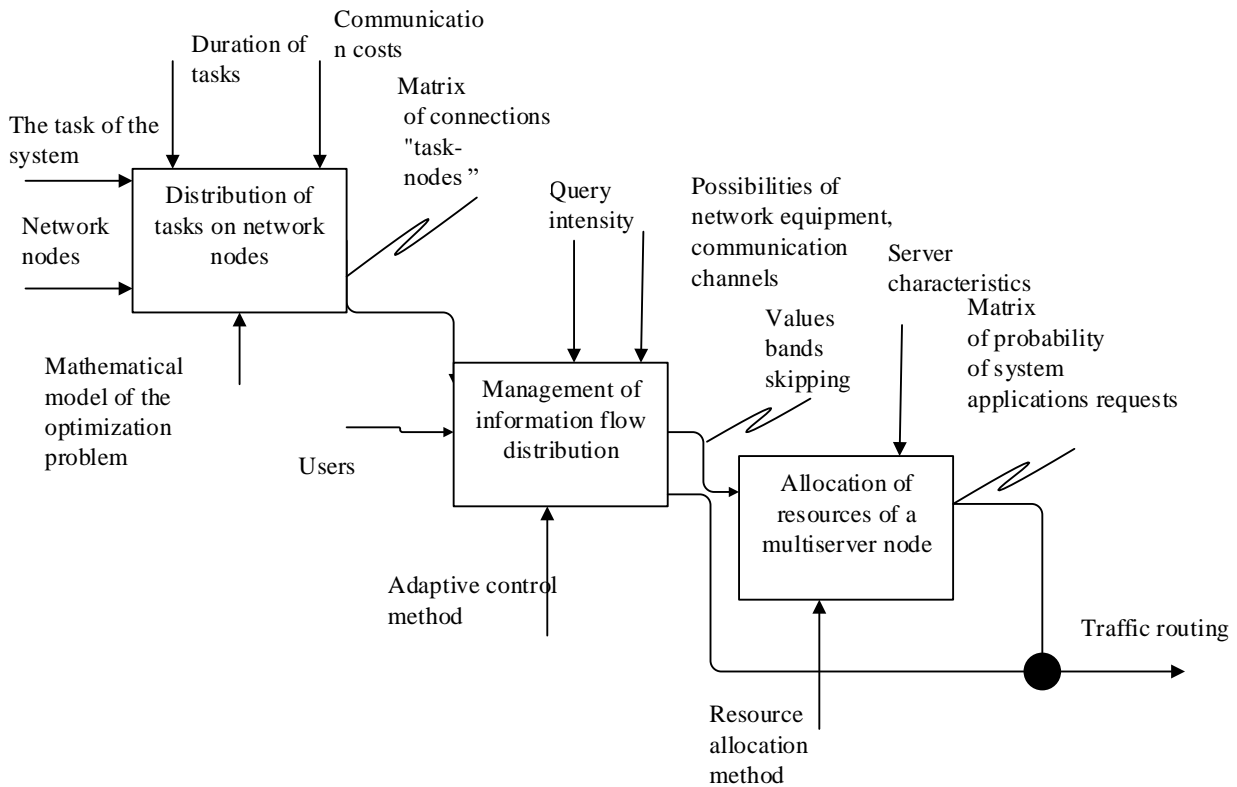 Communicatio
n costs
Duration of
tasks
Matrix
of connections
"task-
nodes ”
The task of the
system
Distribution of
tasks on network
nodes
Network
nodes
Query
intensity
Possibilities of
network equipment,
communication
channels
Server
characteristics
Matrix
of probability
of system
applications requests
Values
bands
skipping
Mathematical
model of the
optimization
problem
Management of
information flow
distribution
Users
Allocation of
resources of a
multiserver node
Adaptive control
method
Traffic routing
Resource
allocation
method